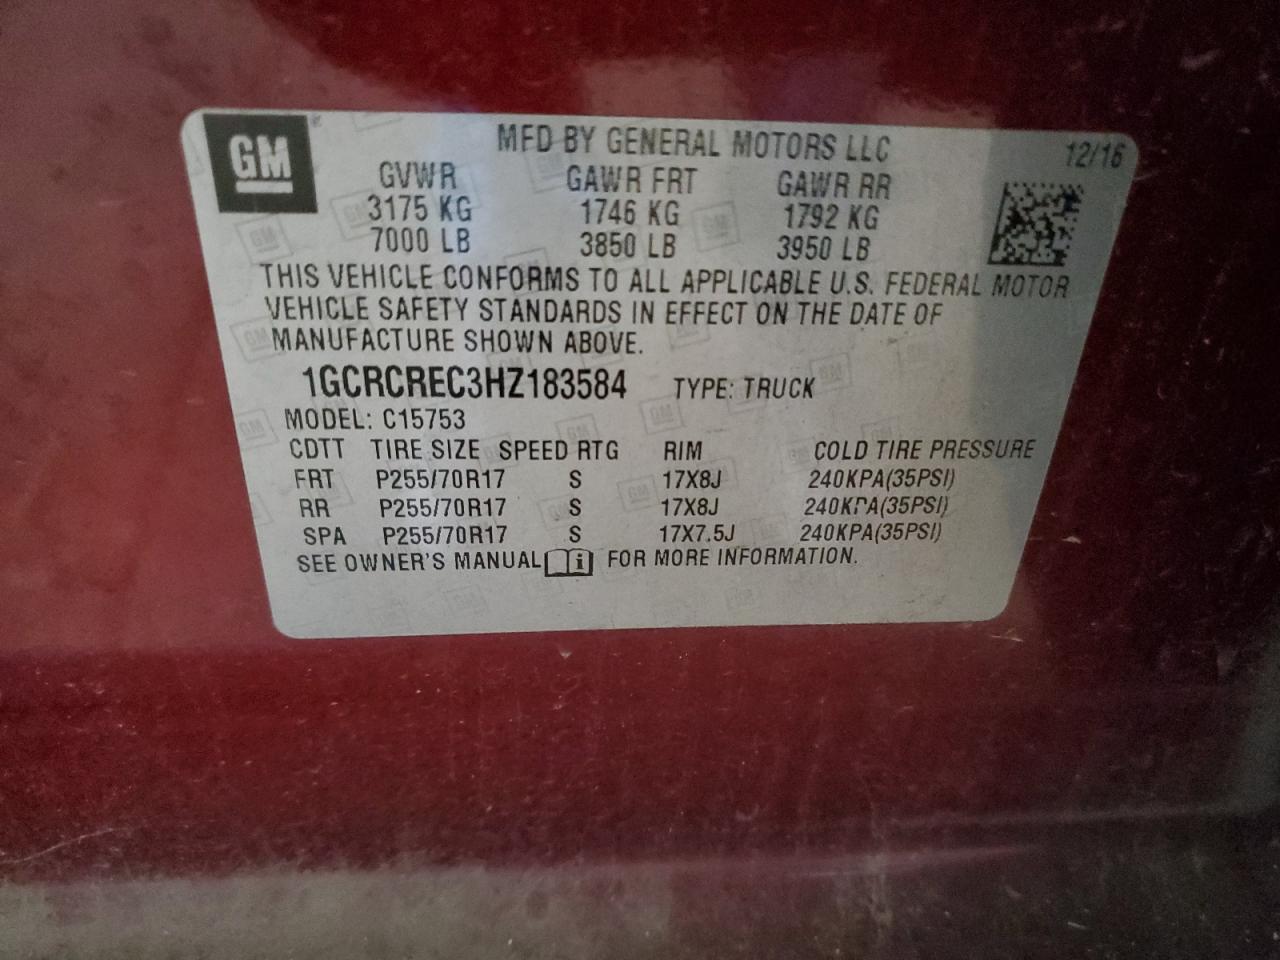 GM
MFD BY GENERAL MOTORS LLC 12/16
GVWR GAWR FRT GAWR RR
3175 KG 1746 KG 1792 KG
7000 LB 3850 LB 3950 LB
THIS VEHICLE CONFORMS TO ALL APPLICABLE U.S. FEDERAL MOTOR
VEHICLE SAFETY STANDARDS IN EFFECT ON THE DATE OF
MANUFACTURE SHOWN ABOVE.
1GCRCREC3HZ183584 TYPE: TRUCK
MODEL: C15753
CDTT TIRE SIZE SPEED RTG RIM COLD TIRE PRESSURE
FRT P255/70R17 S 17X8J 240KPA(35PSI)
RR P255/70R17 S 17X8J 240KPA(35PSI)
SPA P255/70R17 S 17X7.5J 240KPA(35PSI)
SEE OWNER'S MANUAL i FOR MORE INFORMATION.